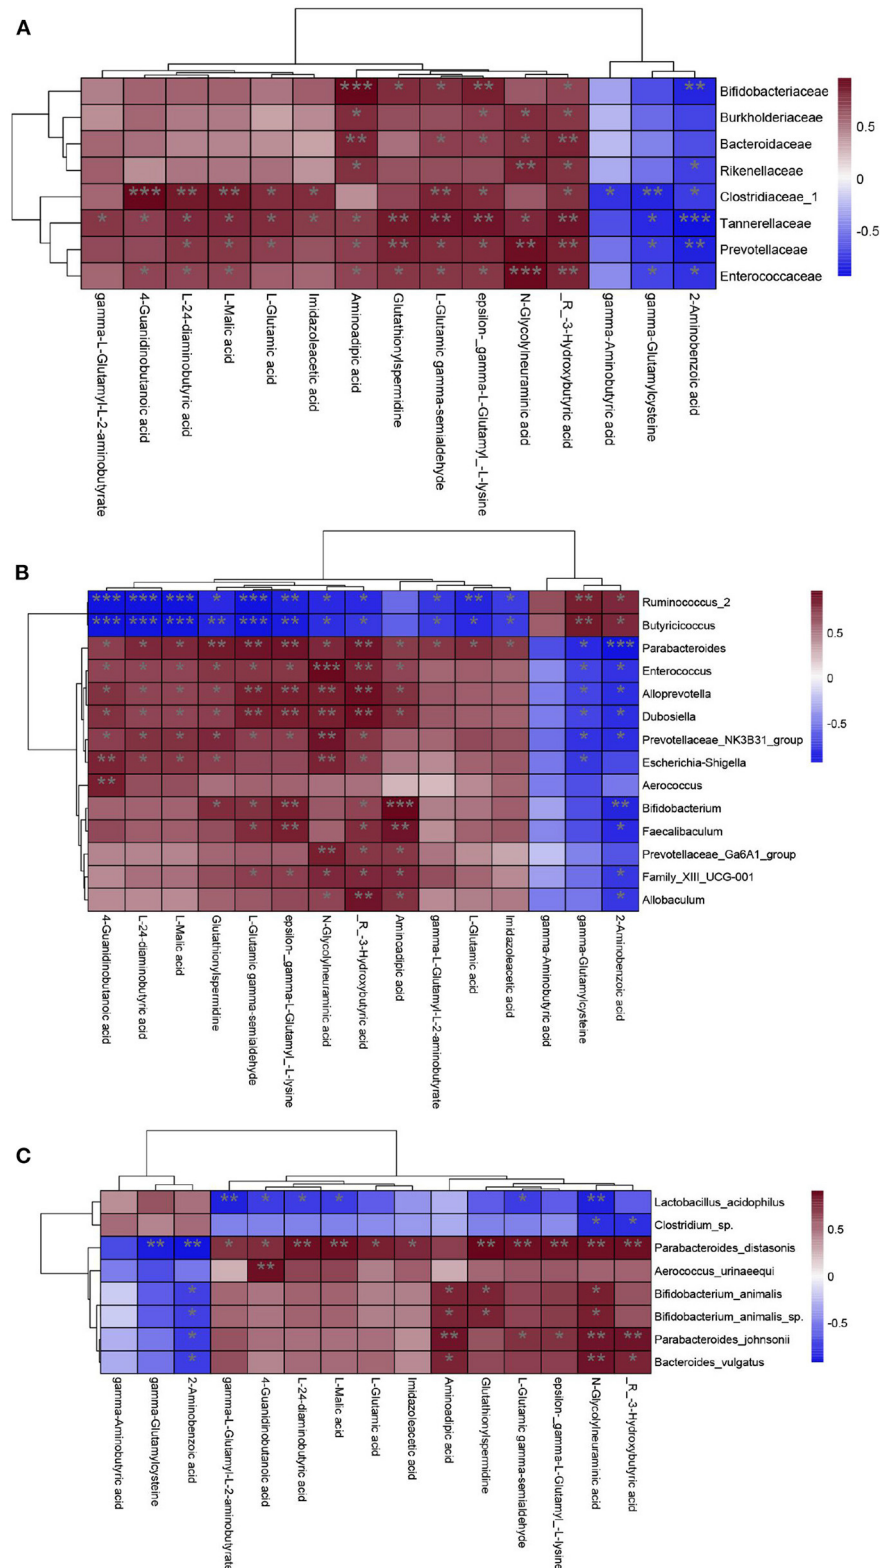 A
Bifidobacteriaceae
Burkholderiaceae
Bacteroidaceae
Rikenellaceae
Clostridiaceae_1
Tannerellaceae
Prevotellaceae
Enterococcaceae
0.5
0
-0.5
gamma-L-Glutamyl-L-2-aminobutyrate
4-Guanidinobutanoic acid
L-24-diaminobutyric acid
L-Malic acid
L-Glutamic acid
Imidazoleacetic acid
Aminoadipic acid
Glutathionylspermidine
L-Glutamic gamma-semialdehyde
epsilon-_gamma-L-Glutamyl_-L-lysine
N-Glycolylneuraminic acid
_R_-3-Hydroxybutyric acid
gamma-Aminobutyric acid
gamma-Glutamylcysteine
2-Aminobenzoic acid
B
Ruminococcus_2
Butyricicoccus
Parabacteroides
Enterococcus
Alloprevotella
Dubosiella
Prevotellaceae_NK3B31_group
Escherichia-Shigella
Aerococcus
Bifidobacterium
Faecalibaculum
Prevotellaceae_Ga6A1_group
Family_XIII_UCG-001
Allobaculum
0.5
0
-0.5
4-Guanidinobutanoic acid
L-24-diaminobutyric acid
L-Malic acid
Glutathionylspermidine
L-Glutamic gamma-semialdehyde
epsilon-_gamma-L-Glutamyl_-L-lysine
N-Glycolylneuraminic acid
_R_-3-Hydroxybutyric acid
Aminoadipic acid
gamma-L-Glutamyl-L-2-aminobutyrate
L-Glutamic acid
Imidazoleacetic acid
gamma-Aminobutyric acid
gamma-Glutamylcysteine
2-Aminobenzoic acid
C
Lactobacillus_acidophilus
Clostridium_sp.
Parabacteroides_distasonis
Aerococcus_urinaeequi
Bifidobacterium_animalis
Bifidobacterium_animalis_sp.
Parabacteroides_johnsonii
Bacteroides_vulgatus
0.5
0
-0.5
gamma-Aminobutyric acid
gamma-Glutamylcysteine
2-Aminobenzoic acid
gamma-L-Glutamyl-L-2-aminobutyrate
4-Guanidinobutanoic acid
L-24-diaminobutyric acid
L-Malic acid
L-Glutamic acid
Imidazoleacetic acid
Aminoadipic acid
Glutathionylspermidine
L-Glutamic gamma-semialdehyde
epsilon-_gamma-L-Glutamyl_-L-lysine
N-Glycolylneuraminic acid
_R_-3-Hydroxybutyric acid